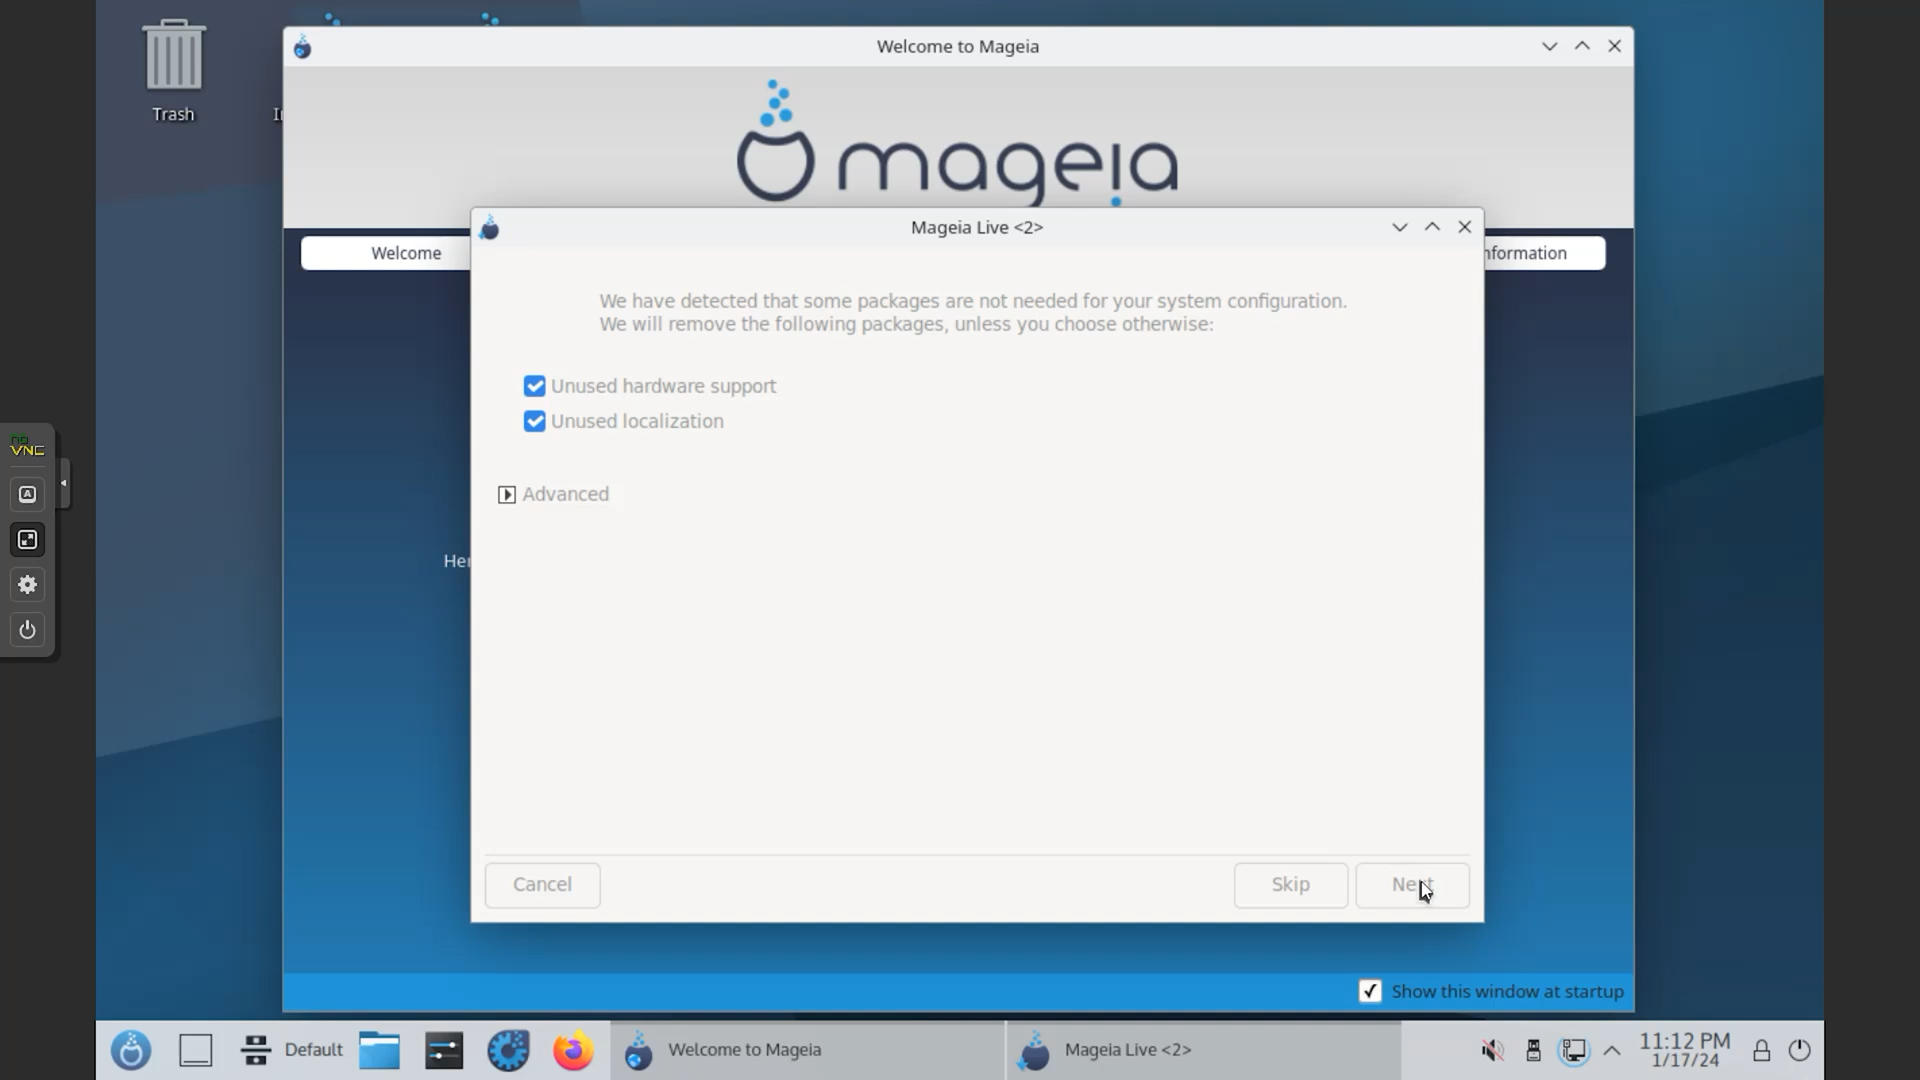 Welcome to Mageia
Trash
mageia
Mageia Live <2>
Welcome
nformation
We have detected that some packages are not needed for your system configuration.
We will remove the following packages, unless you choose otherwise:
Unused hardware support
Unused localization
Advanced
Her
Cancel
Skip
Next
Show this window at startup
no
VNC
A
Default
Welcome to Mageia
Mageia Live <2>
11:12 PM
1/17/24